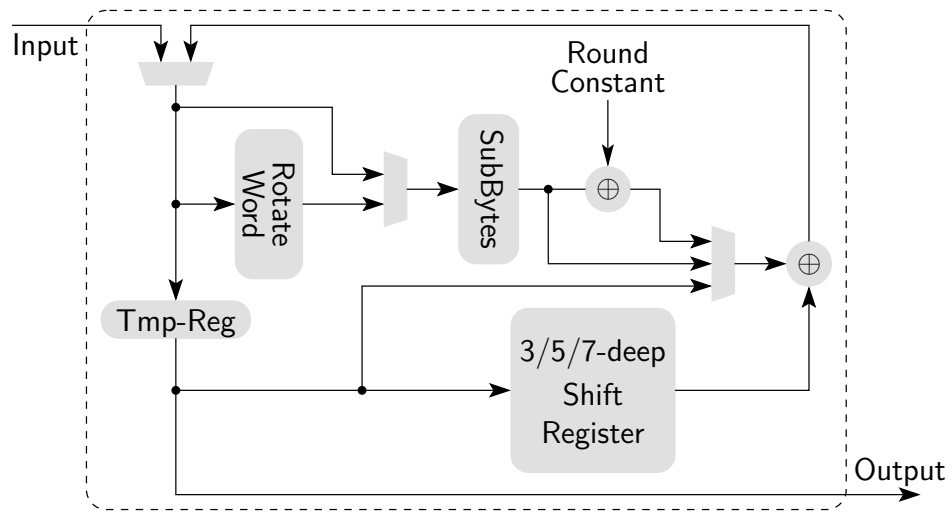 Input
Round
Constant
Rotate
Word
SubBytes
Tmp-Reg
3/5/7-deep
Shift
Register
Output